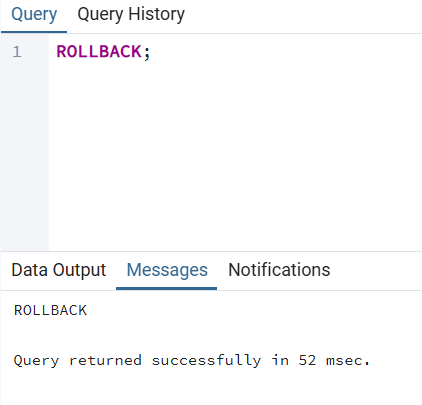 Query Query History
1 ROLLBACK;
Data Output Messages Notifications
ROLLBACK
Query returned successfully in 52 msec.